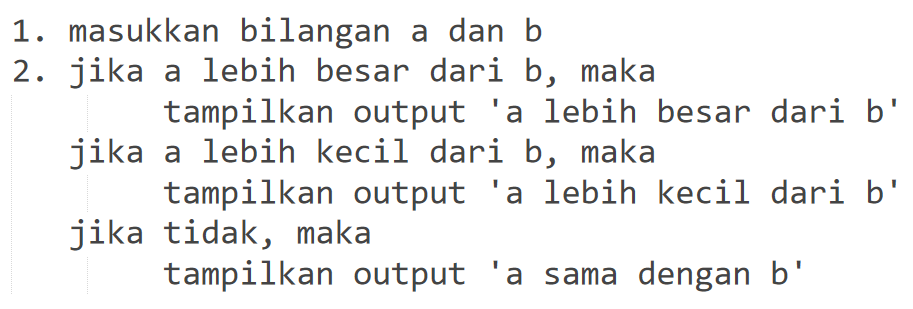 1. masukkan bilangan a dan b
2. jika a lebih besar dari b, maka
tampilkan output 'a lebih besar dari b'
jika a lebih kecil dari b, maka
tampilkan output 'a lebih kecil dari b'
jika tidak, maka
tampilkan output 'a sama dengan b'